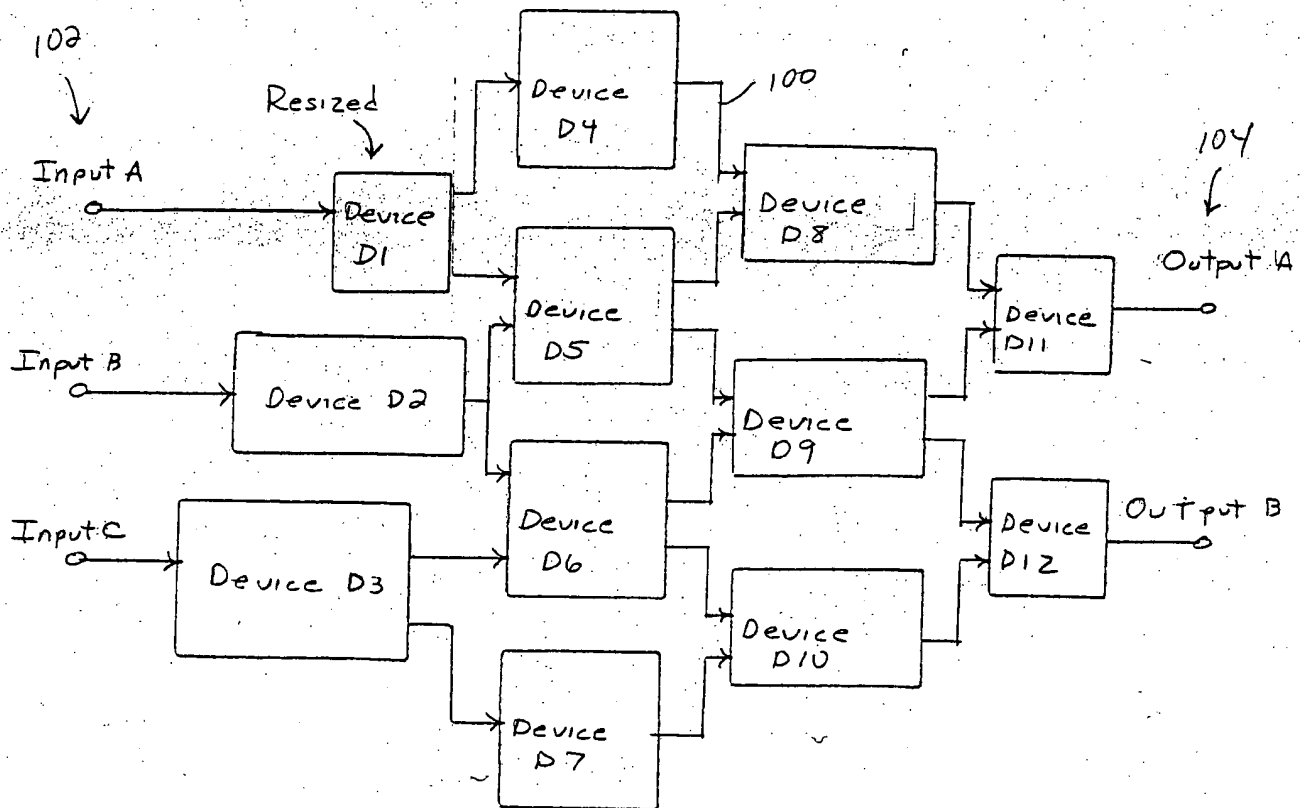 102
Resized
Input A
Device
D1
Device
D4
100
Device
D8
104
Output A
Device
D5
Device
D11
Input B
Device D2
Device
D9
Input C
Device D3
Device
D6
Device
D12
Output B
Device
D10
Device
D7